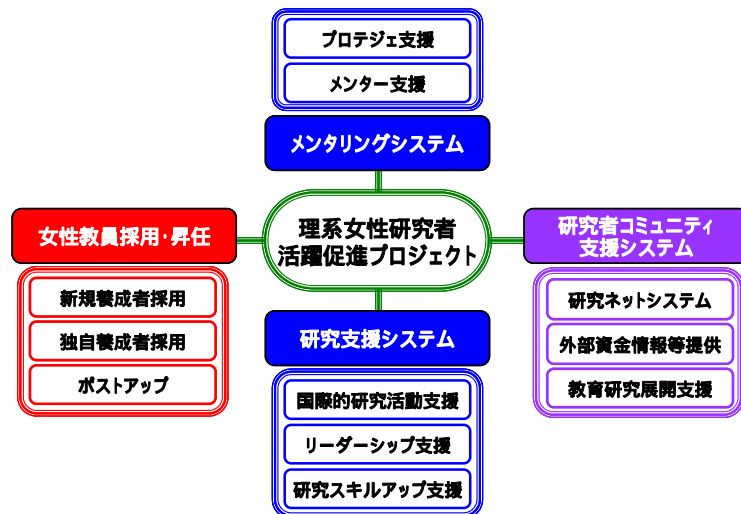 プロテジェ支援
メンター支援
メンタリングシステム
女性教員採用・昇任
新規養成者採用
独自養成者採用
ポストアップ
理系女性研究者
活躍促進プロジェクト
研究者コミュニティ
支援システム
研究ネットシステム
外部資金情報等提供
教育研究展開支援
研究支援システム
国際的研究活動支援
リーダーシップ支援
研究スキルアップ支援